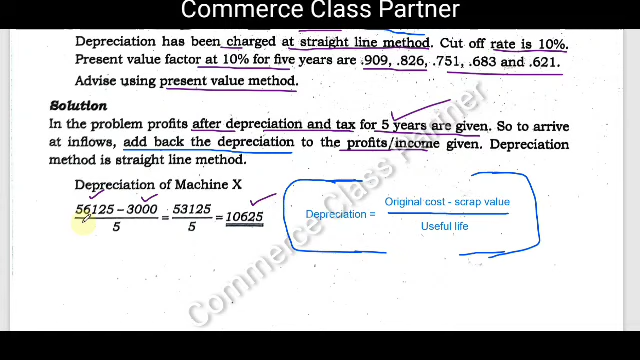 Commerce Class Partner
Depreciation has been charged at straight line method. Cut off rate is 10%.
Present value factor at 10% for five years are .909, .826, .751, .683 and .621.
Advise using present value method.
Solution
In the problem profits after depreciation and tax for 5 years are given. So to arrive
at inflows, add back the depreciation to the profits/income given. Depreciation
method is straight line method.
Depreciation of Machine X
56125 – 3000 / 5 = 53125 / 5 = 10625
Depreciation = Original cost - scrap value / Useful life
Commerce Class Partner